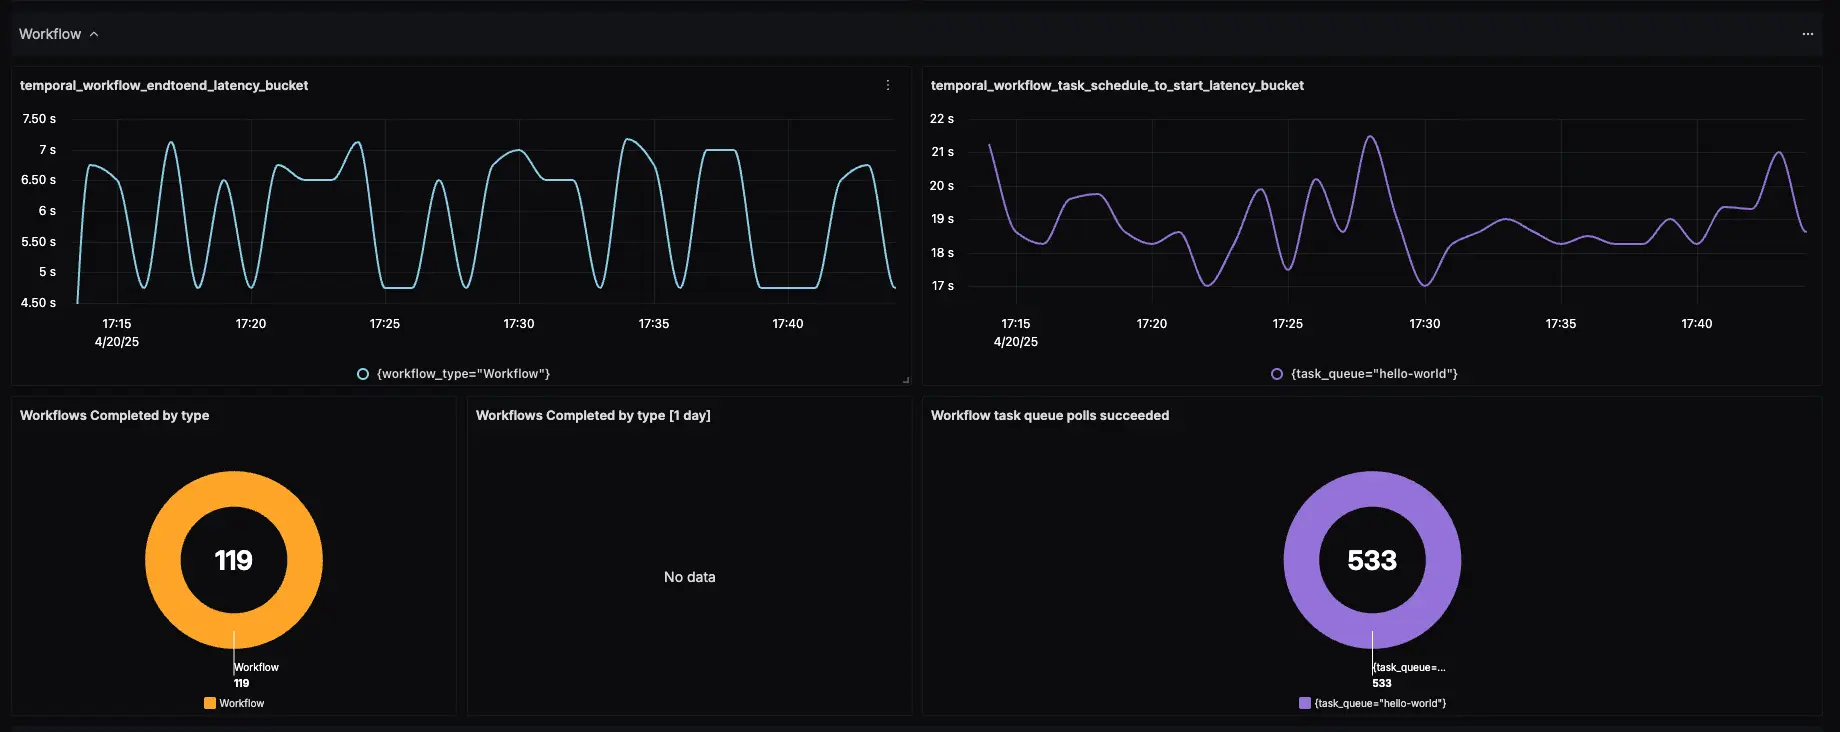 Workflow
temporal_workflow_endtoend_latency_bucket
7.50 s
7 s
6.50 s
6 s
5.50 s
5 s
4.50 s
17:15 17:20 17:25 17:30 17:35 17:40
4/20/25
{workflow_type="Workflow"}
temporal_workflow_task_schedule_to_start_latency_bucket
22 s
21 s
20 s
19 s
18 s
17 s
17:15 17:20 17:25 17:30 17:35 17:40
4/20/25
{task_queue="hello-world"}
Workflows Completed by type
119
Workflow
119
Workflow
Workflows Completed by type [1 day]
No data
Workflow task queue polls succeeded
533
{task_queue=...
533
{task_queue="hello-world"}